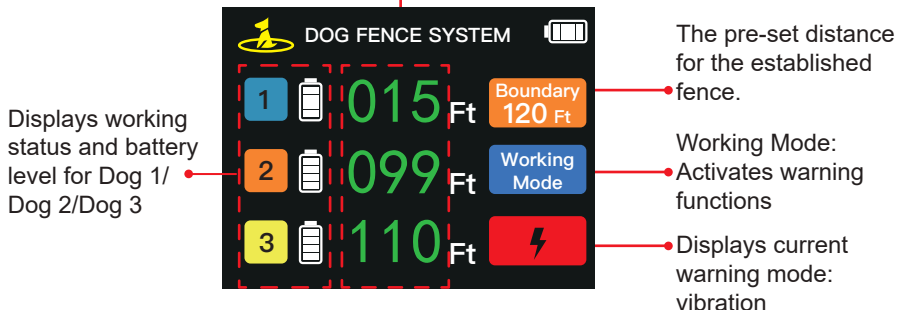 DOG FENCE SYSTEM
1
015 Ft
Boundary
120 Ft
2
099 Ft
Working
Mode
3
110 Ft
Displays working
status and battery
level for Dog 1/
Dog 2/Dog 3
The pre-set distance
for the established
fence.
Working Mode:
Activates warning
functions
Displays current
warning mode:
vibration